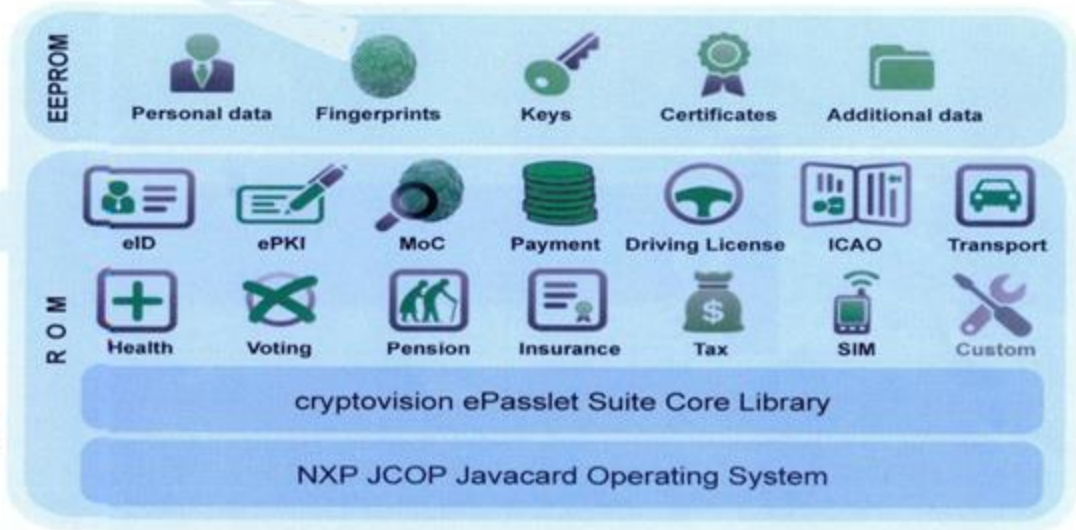 EEPROM
Personal data Fingerprints Keys Certificates Additional data
ROM
eID ePKI MoC Payment Driving License ICAO Transport
$
Health Voting Pension Insurance Tax SIM Custom
cryptovision ePasslet Suite Core Library
NXP JCOP Javacard Operating System